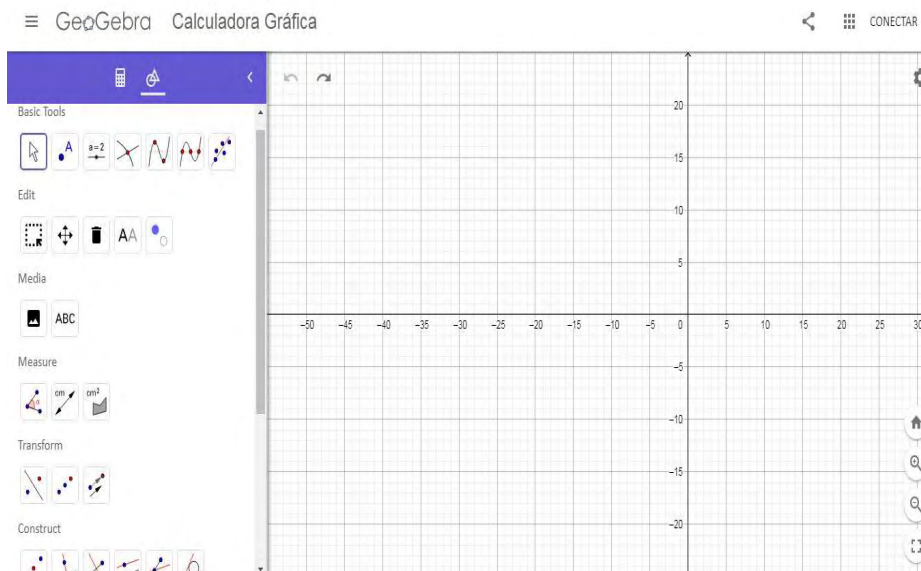 GeoGebra Calculadora Gráfica
CONECTAR
Basic Tools
A
a=2
Edit
AA
Media
ABC
Measure
α
cm
cm²
Transform
Construct
20
15
10
5
−50 −45 −40 −35 −30 −25 −20 −15 −10 −5 0 5 10 15 20 25 30
−5
−10
−15
−20